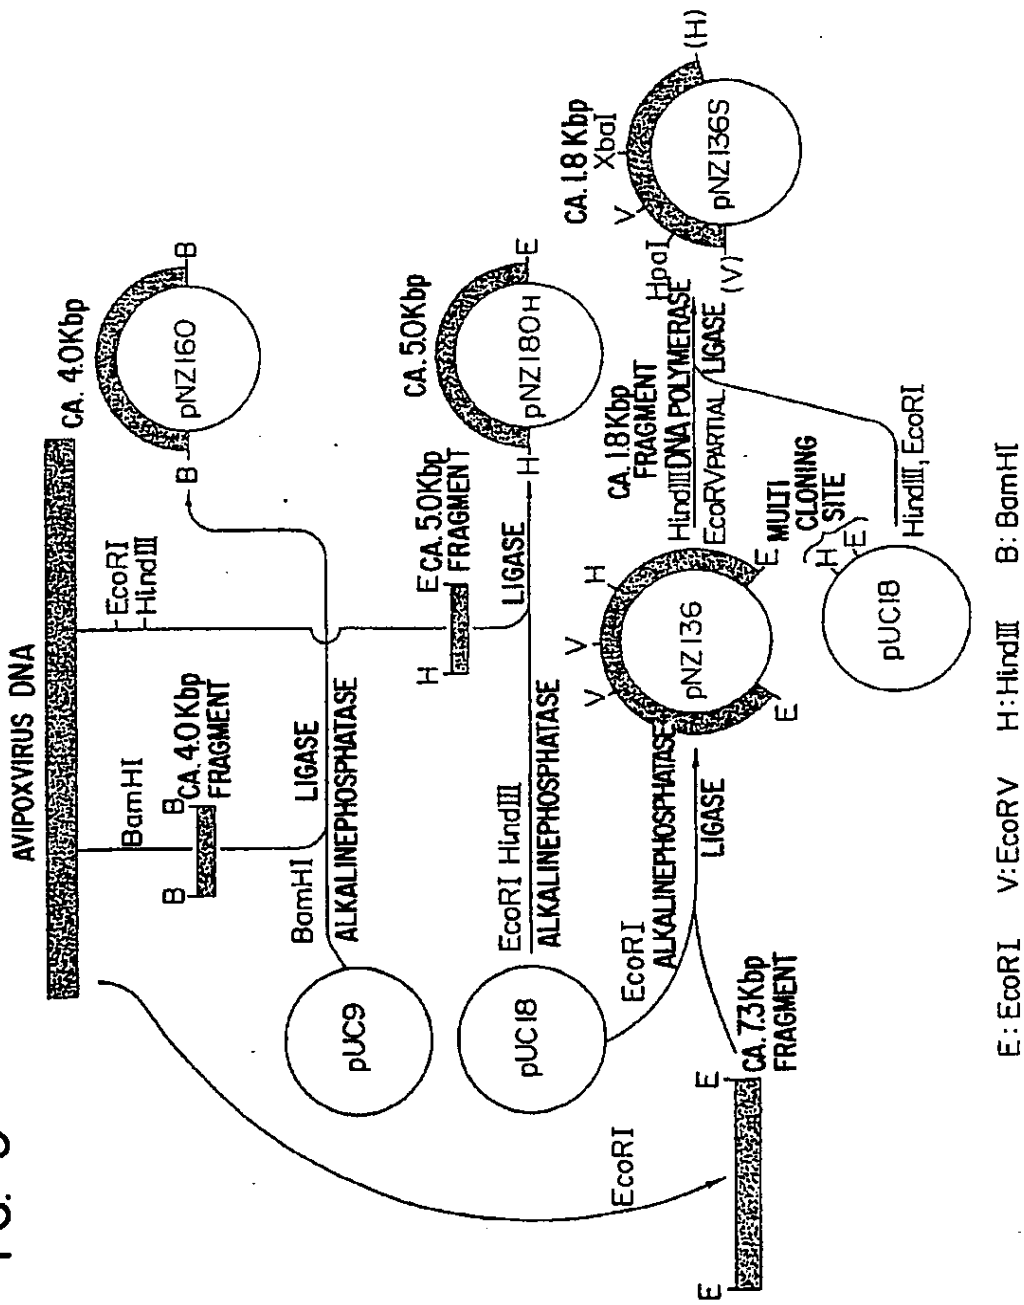 AVIPOXVIRUS DNA
BamHI
B
B
CA. 4.0Kbp
FRAGMENT
EcoRI
HindIII
CA. 4.0Kbp
B
B
pNZ160
pUC9
BamHI
LIGASE
ALKALINEPHOSPHATASE
H
E
CA. 5.0Kbp
FRAGMENT
CA. 5.0Kbp
H
E
pNZ180H
pUC18
EcoRI HindIII
LIGASE
ALKALINEPHOSPHATASE
EcoRI
E
E
CA. 7.3Kbp
FRAGMENT
EcoRI
ALKALINEPHOSPHATASE
LIGASE
E
V
V
H
E
pNZ136
CA. 1.8Kbp
FRAGMENT
HindIII DNA POLYMERASE
EcoRV PARTIAL LIGASE
MULTI
CLONING
SITE
H
E
pUC18
HindIII, EcoRI
CA. 1.8 Kbp
HpaI
V
XbaI
(V)
(H)
pNZ136S
E: EcoRI V: EcoRV H: HindIII B: BamHI